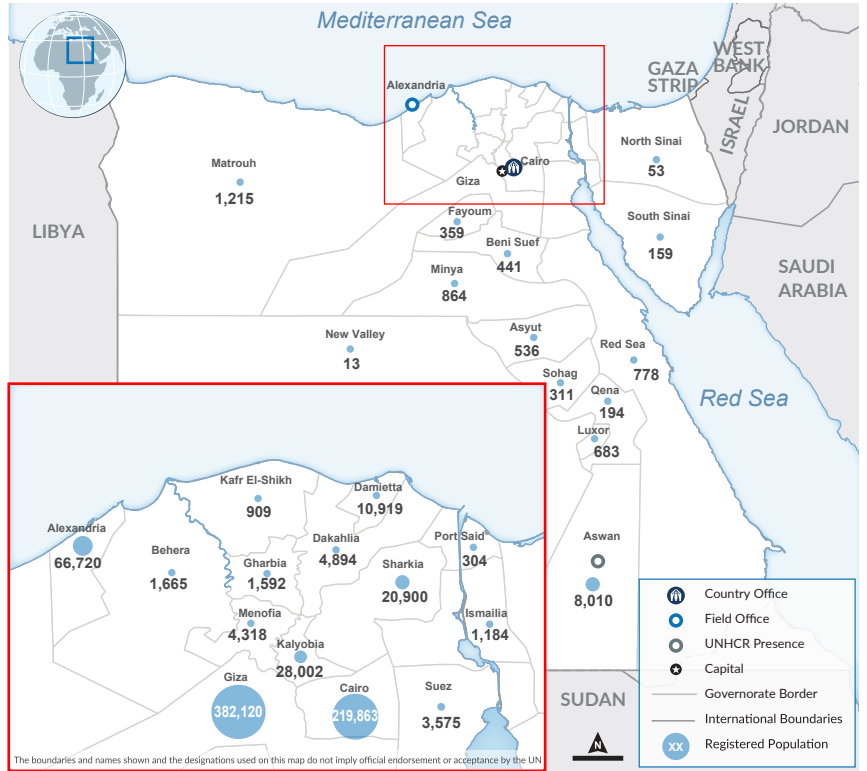 Mediterranean Sea
WEST
BANK
GAZA
STRIP
ISRAEL
JORDAN
Alexandria
Cairo
Giza
North Sinai
53
Matrouh
1,215
LIBYA
Fayoum
359
South Sinai
159
Beni Suef
441
SAUDI
ARABIA
Minya
864
New Valley
13
Asyut
536
Red Sea
778
Sohag
311
Qena
194
Red Sea
Luxor
683
Kafr El-Shikh
909
Damietta
10,919
Alexandria
66,720
Behera
1,665
Gharbia
1,592
Dakahlia
4,894
Port Said
304
Sharkia
20,900
Aswan
8,010
Menofia
4,318
Ismailia
1,184
Kalyobia
28,002
Giza
382,120
Cairo
219,863
Suez
3,575
SUDAN
N
Country Office
Field Office
UNHCR Presence
Capital
Governorate Border
International Boundaries
XX Registered Population
The boundaries and names shown and the designations used on this map do not imply official endorsement or acceptance by the UN